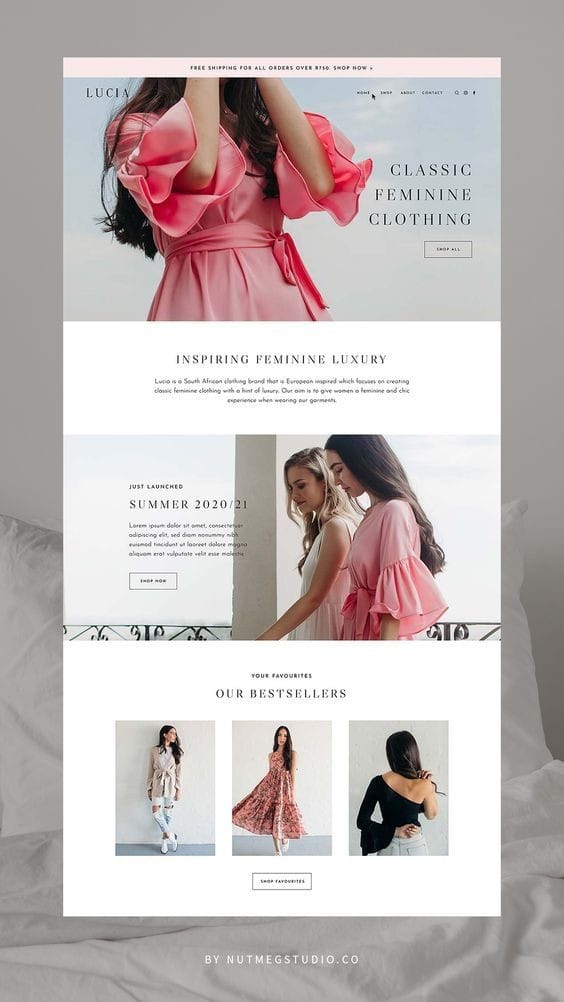 FREE SHIPPING FOR ALL ORDERS OVER R750. SHOP NOW >
LUCIA
HOME SHOP ABOUT CONTACT
CLASSIC
FEMININE
CLOTHING
SHOP ALL
INSPIRING FEMININE LUXURY
Lucia is a South African clothing brand that is European inspired which focuses on creating
classic feminine clothing with a hint of luxury. Our aim is to give women a feminine and chic
experience when wearing our garments.
JUST LAUNCHED
SUMMER 2020/21
Lorem ipsum dolor sit amet, consectetuer
adipiscing elit, sed diam nonummy nibh
euismod tincidunt ut laoreet dolore magna
aliquam erat vulputate velit esse molestie
SHOP NOW
YOUR FAVOURITES
OUR BESTSELLERS
SHOP FAVOURITES
BY NUTMEGSTUDIO.CO